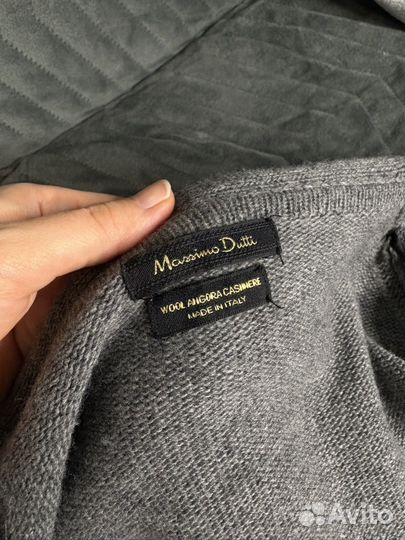 Massimo Dutti
WOOL ANGORA CASHMERE
MADE IN ITALY
Avito